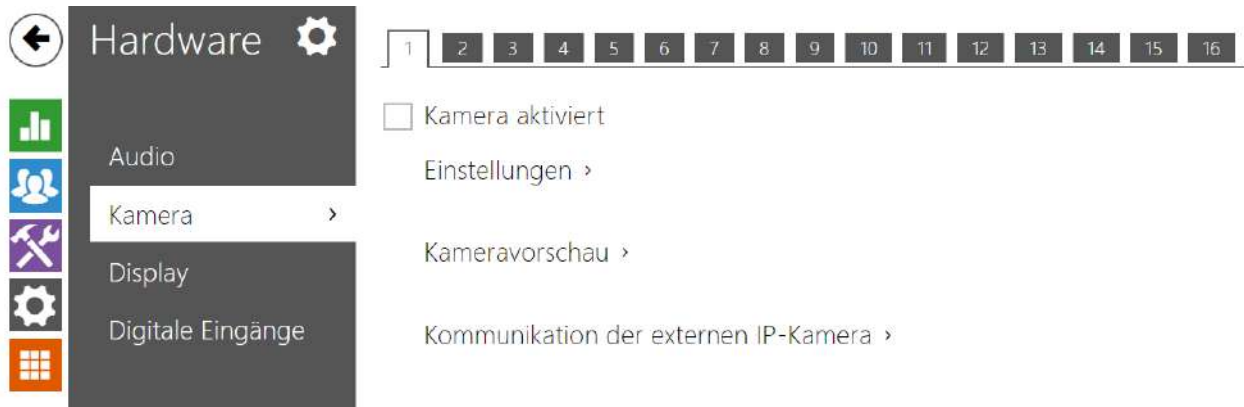 Hardware
1 2 3 4 5 6 7 8 9 10 11 12 13 14 15 16
Audio
Kamera ›
Display
Digitale Eingänge
Kamera aktiviert
Einstellungen ›
Kameravorschau ›
Kommunikation der externen IP-Kamera ›